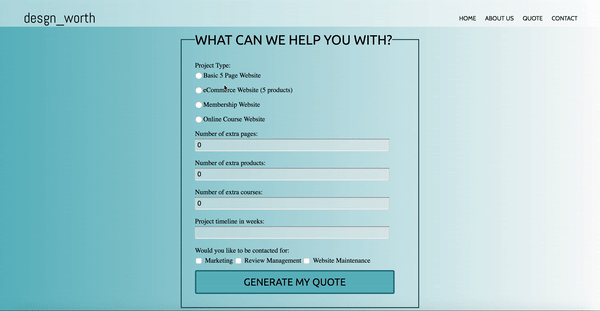 desgn_worth
HOME ABOUT US QUOTE CONTACT
WHAT CAN WE HELP YOU WITH?
Project Type:
Basic 5 Page Website
eCommerce Website (5 products)
Membership Website
Online Course Website
Number of extra pages:
0
Number of extra products:
0
Number of extra courses:
0
Project timeline in weeks:
Would you like to be contacted for:
Marketing Review Management Website Maintenance
GENERATE MY QUOTE